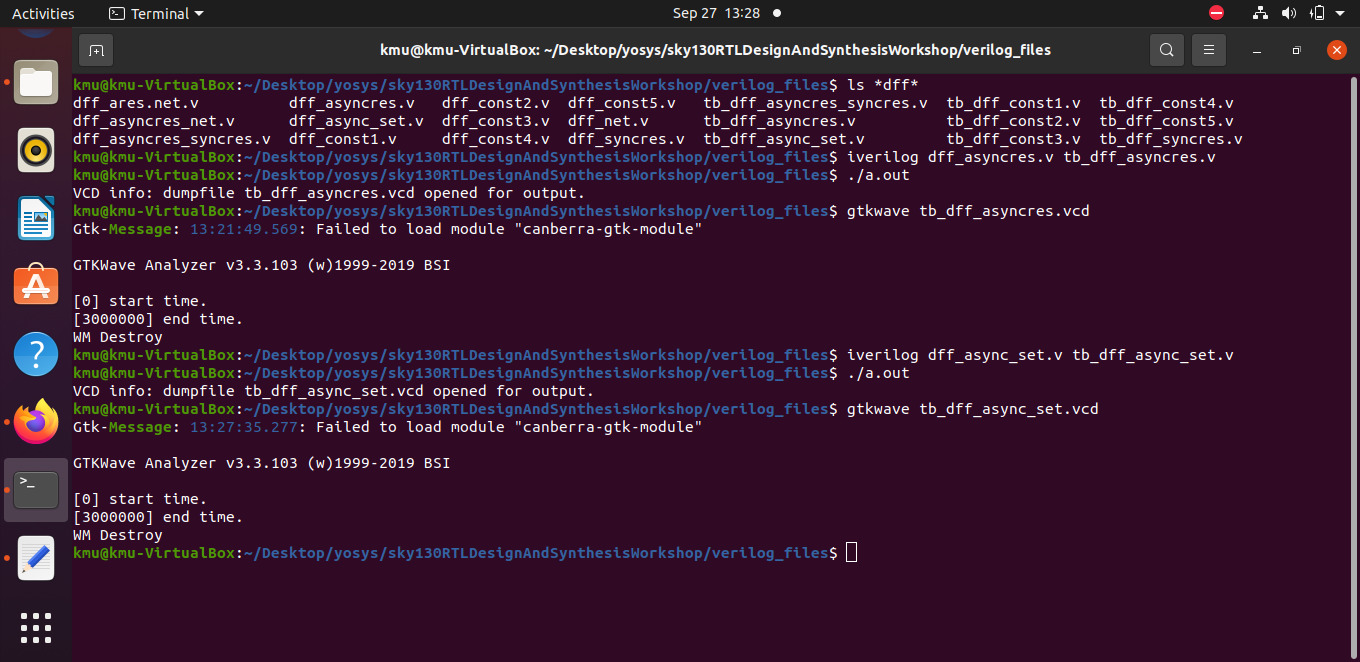 Activities Terminal Sep 27 13:28
kmu@kmu-VirtualBox: ~/Desktop/yosys/sky130RTLDesignAndSynthesisWorkshop/verilog_files
kmu@kmu-VirtualBox:~/Desktop/yosys/sky130RTLDesignAndSynthesisWorkshop/verilog_files$ ls *dff*
dff_ares.net.v dff_asyncres.v dff_const2.v dff_const5.v tb_dff_asyncres_syncres.v tb_dff_const1.v tb_dff_const4.v
dff_asyncres_net.v dff_async_set.v dff_const3.v dff_net.v tb_dff_asyncres.v tb_dff_const2.v tb_dff_const5.v
dff_asyncres_syncres.v dff_const1.v dff_const4.v dff_syncres.v tb_dff_async_set.v tb_dff_const3.v tb_dff_syncres.v
kmu@kmu-VirtualBox:~/Desktop/yosys/sky130RTLDesignAndSynthesisWorkshop/verilog_files$ iverilog dff_asyncres.v tb_dff_asyncres.v
kmu@kmu-VirtualBox:~/Desktop/yosys/sky130RTLDesignAndSynthesisWorkshop/verilog_files$ ./a.out
VCD info: dumpfile tb_dff_asyncres.vcd opened for output.
kmu@kmu-VirtualBox:~/Desktop/yosys/sky130RTLDesignAndSynthesisWorkshop/verilog_files$ gtkwave tb_dff_asyncres.vcd
Gtk-Message: 13:21:49.569: Failed to load module "canberra-gtk-module"
GTKWave Analyzer v3.3.103 (w)1999-2019 BSI
[0] start time.
[3000000] end time.
WM Destroy
kmu@kmu-VirtualBox:~/Desktop/yosys/sky130RTLDesignAndSynthesisWorkshop/verilog_files$ iverilog dff_async_set.v tb_dff_async_set.v
kmu@kmu-VirtualBox:~/Desktop/yosys/sky130RTLDesignAndSynthesisWorkshop/verilog_files$ ./a.out
VCD info: dumpfile tb_dff_async_set.vcd opened for output.
kmu@kmu-VirtualBox:~/Desktop/yosys/sky130RTLDesignAndSynthesisWorkshop/verilog_files$ gtkwave tb_dff_async_set.vcd
Gtk-Message: 13:27:35.277: Failed to load module "canberra-gtk-module"
GTKWave Analyzer v3.3.103 (w)1999-2019 BSI
[0] start time.
[3000000] end time.
WM Destroy
kmu@kmu-VirtualBox:~/Desktop/yosys/sky130RTLDesignAndSynthesisWorkshop/verilog_files$